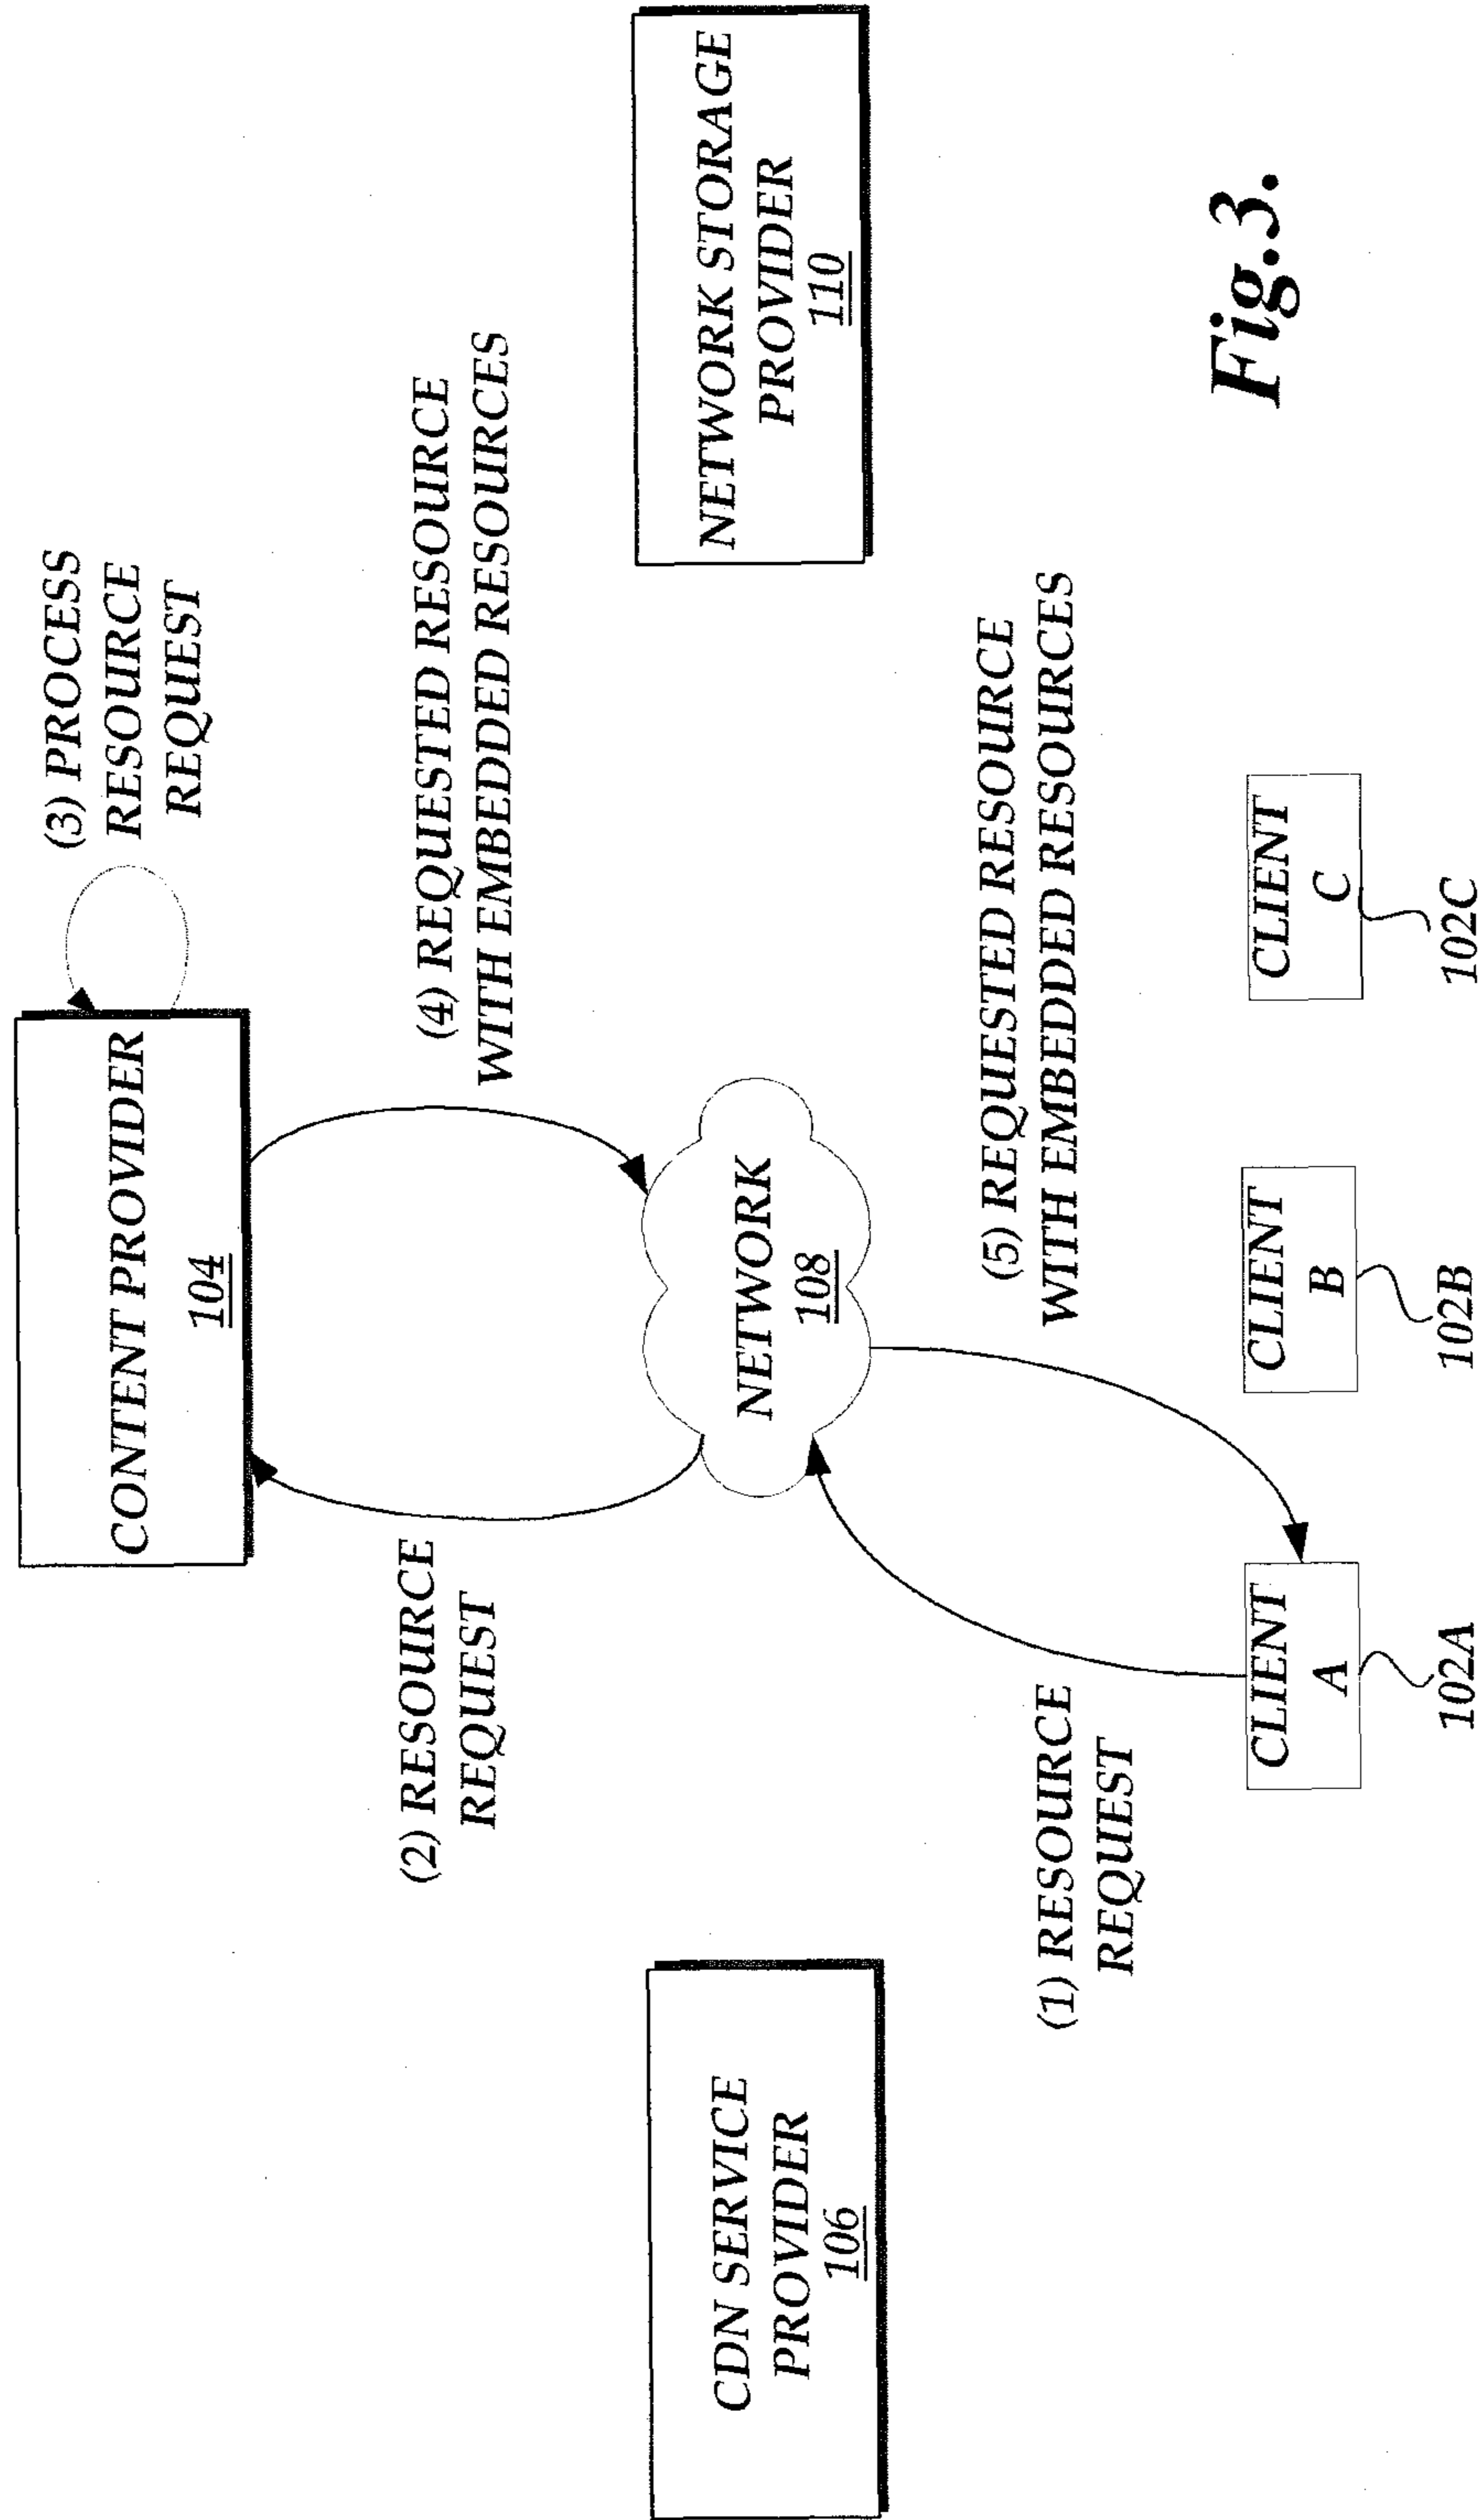 CONTENT PROVIDER
104
(3) PROCESS
RESOURCE
REQUEST
(2) RESOURCE
REQUEST
(4) REQUESTED RESOURCE
WITH EMBEDDED RESOURCES
CDN SERVICE
PROVIDER
106
NETWORK
108
NETWORK STORAGE
PROVIDER
110
(1) RESOURCE
REQUEST
(5) REQUESTED RESOURCE
WITH EMBEDDED RESOURCES
CLIENT
A
102A
CLIENT
B
102B
CLIENT
C
102C
Fig.3.